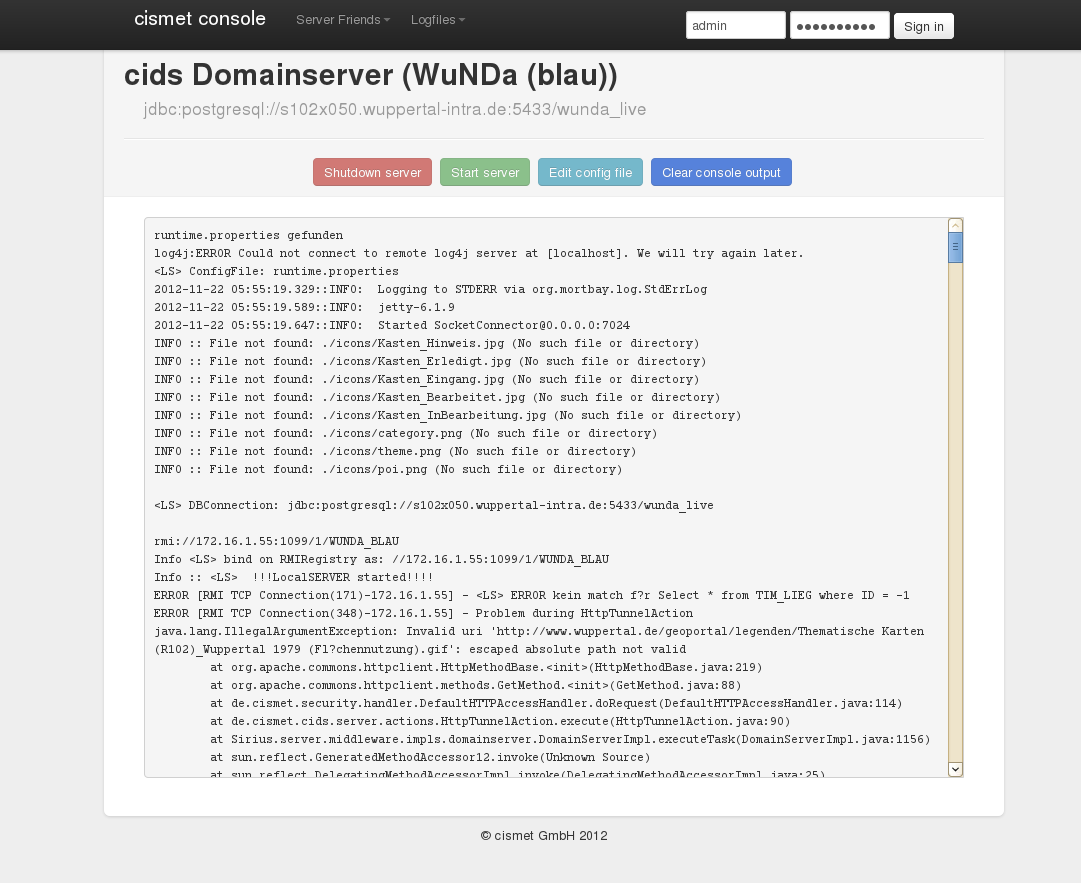 cismet console Server Friends Logfiles admin ●●●●●●●●●● Sign in
cids Domainserver (WuNDa (blau))
jdbc:postgresql://s102x050.wuppertal-intra.de:5433/wunda_live
Shutdown server Start server Edit config file Clear console output
runtime.properties gefunden
log4j:ERROR Could not connect to remote log4j server at [localhost]. We will try again later.
<LS> ConfigFile: runtime.properties
2012-11-22 05:55:19.329::INFO:  Logging to STDERR via org.mortbay.log.StdErrLog
2012-11-22 05:55:19.589::INFO:  jetty-6.1.9
2012-11-22 05:55:19.647::INFO:  Started SocketConnector@0.0.0.0:7024
INFO :: File not found: ./icons/Kasten_Hinweis.jpg (No such file or directory)
INFO :: File not found: ./icons/Kasten_Erledigt.jpg (No such file or directory)
INFO :: File not found: ./icons/Kasten_Eingang.jpg (No such file or directory)
INFO :: File not found: ./icons/Kasten_Bearbeitet.jpg (No such file or directory)
INFO :: File not found: ./icons/Kasten_InBearbeitung.jpg (No such file or directory)
INFO :: File not found: ./icons/category.png (No such file or directory)
INFO :: File not found: ./icons/theme.png (No such file or directory)
INFO :: File not found: ./icons/poi.png (No such file or directory)
<LS> DBConnection: jdbc:postgresql://s102x050.wuppertal-intra.de:5433/wunda_live
rmi://172.16.1.55:1099/1/WUNDA_BLAU
Info <LS> bind on RMIRegistry as: //172.16.1.55:1099/1/WUNDA_BLAU
Info :: <LS>  !!!LocalSERVER started!!!!
ERROR [RMI TCP Connection(171)-172.16.1.55] - <LS> ERROR kein match f?r Select * from TIM_LIEG where ID = -1
ERROR [RMI TCP Connection(348)-172.16.1.55] - Problem during HttpTunnelAction
java.lang.IllegalArgumentException: Invalid uri 'http://www.wuppertal.de/geoportal/legenden/Thematische Karten
(R102)_Wuppertal 1979 (Fl?chennutzung).gif': escaped absolute path not valid
at org.apache.commons.httpclient.HttpMethodBase.<init>(HttpMethodBase.java:219)
at org.apache.commons.httpclient.methods.GetMethod.<init>(GetMethod.java:88)
at de.cismet.security.handler.DefaultHTTPAccessHandler.doRequest(DefaultHTTPAccessHandler.java:114)
at de.cismet.cids.server.actions.HttpTunnelAction.execute(HttpTunnelAction.java:90)
at Sirius.server.middleware.impls.domainserver.DomainServerImpl.executeTask(DomainServerImpl.java:1156)
at sun.reflect.GeneratedMethodAccessor12.invoke(Unknown Source)
at sun.reflect.DelegatingMethodAccessorImpl.invoke(DelegatingMethodAccessorImpl.java:25)
© cismet GmbH 2012